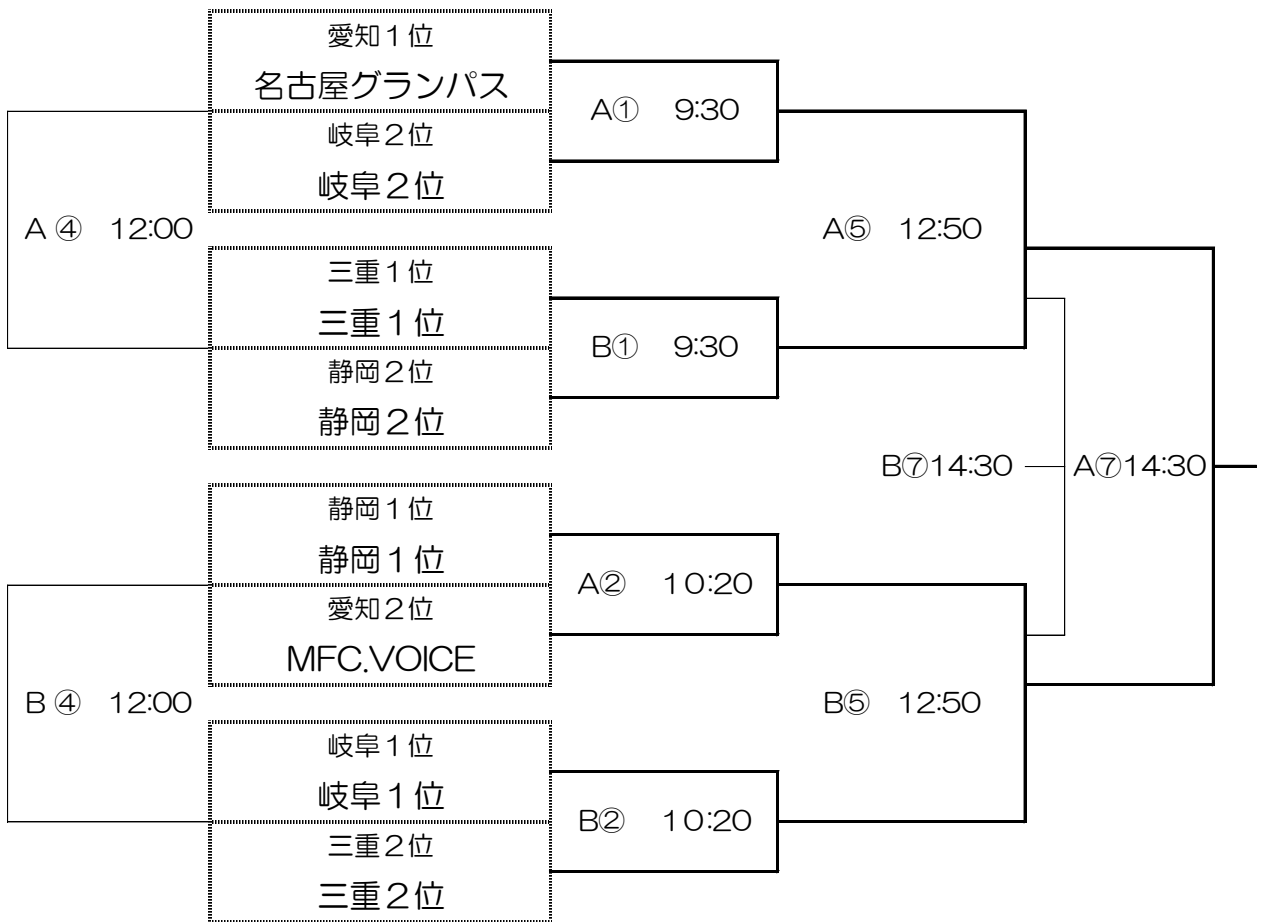 愛知１位
名古屋グランパス
A① 9:30
岐阜２位
岐阜２位
A ④ 12:00
A⑤ 12:50
三重１位
三重１位
B① 9:30
静岡２位
静岡２位
B⑦14:30
A⑦14:30
静岡１位
静岡１位
A② 10:20
愛知２位
MFC.VOICE
B ④ 12:00
B⑤ 12:50
岐阜１位
岐阜１位
B② 10:20
三重２位
三重２位